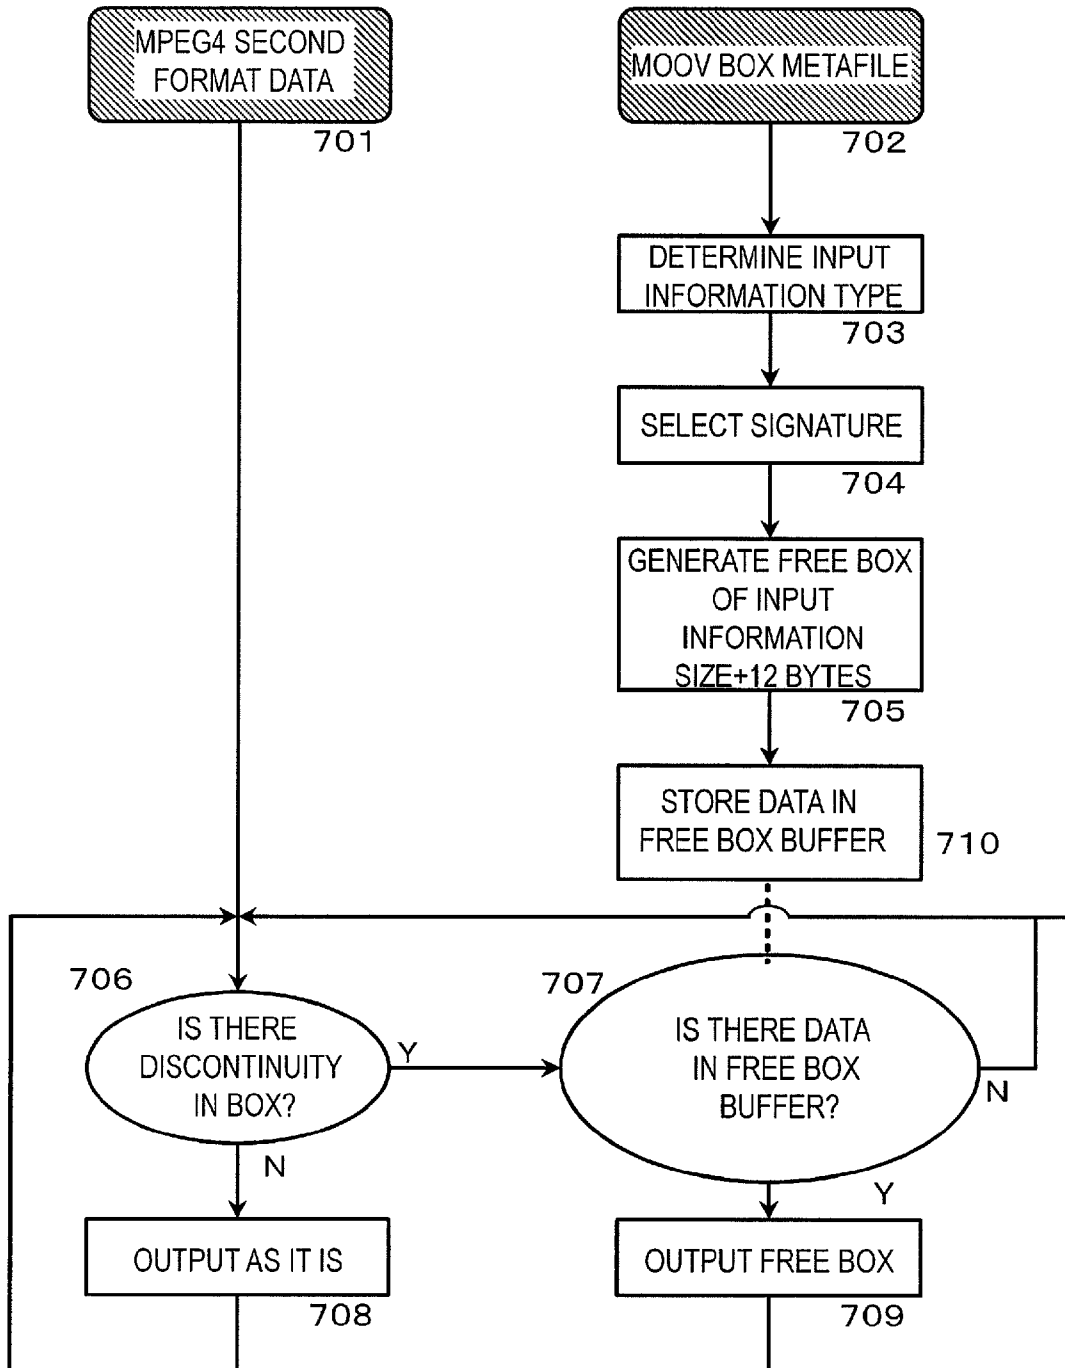 MPEG4 SECOND
FORMAT DATA
701
MOOV BOX METAFILE
702
DETERMINE INPUT
INFORMATION TYPE
703
SELECT SIGNATURE
704
GENERATE FREE BOX
OF INPUT
INFORMATION
SIZE+12 BYTES
705
STORE DATA IN
FREE BOX BUFFER
710
706
IS THERE
DISCONTINUITY
IN BOX?
Y
N
707
IS THERE DATA
IN FREE BOX
BUFFER?
N
Y
OUTPUT AS IT IS
708
OUTPUT FREE BOX
709